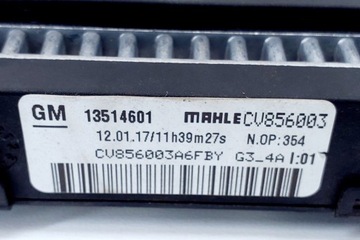 GM 13514601 MAHLE CV856003
12.01.17/11h39m27s N.OP:354
CV856003A6FBY G3_4A I:01